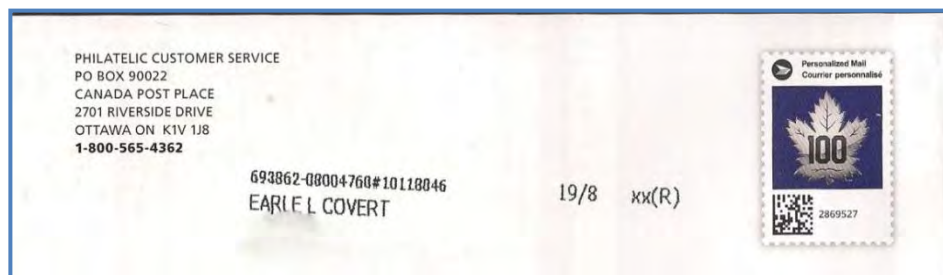 PHILATELIC CUSTOMER SERVICE
PO BOX 90022
CANADA POST PLACE
2701 RIVERSIDE DRIVE
OTTAWA ON K1V 1J8
1-800-565-4362
693862-08004760#10118046
EARLE L COVERT
19/8 xx(R)
Personalized Mail
Courrier personnalisé
100
2869527